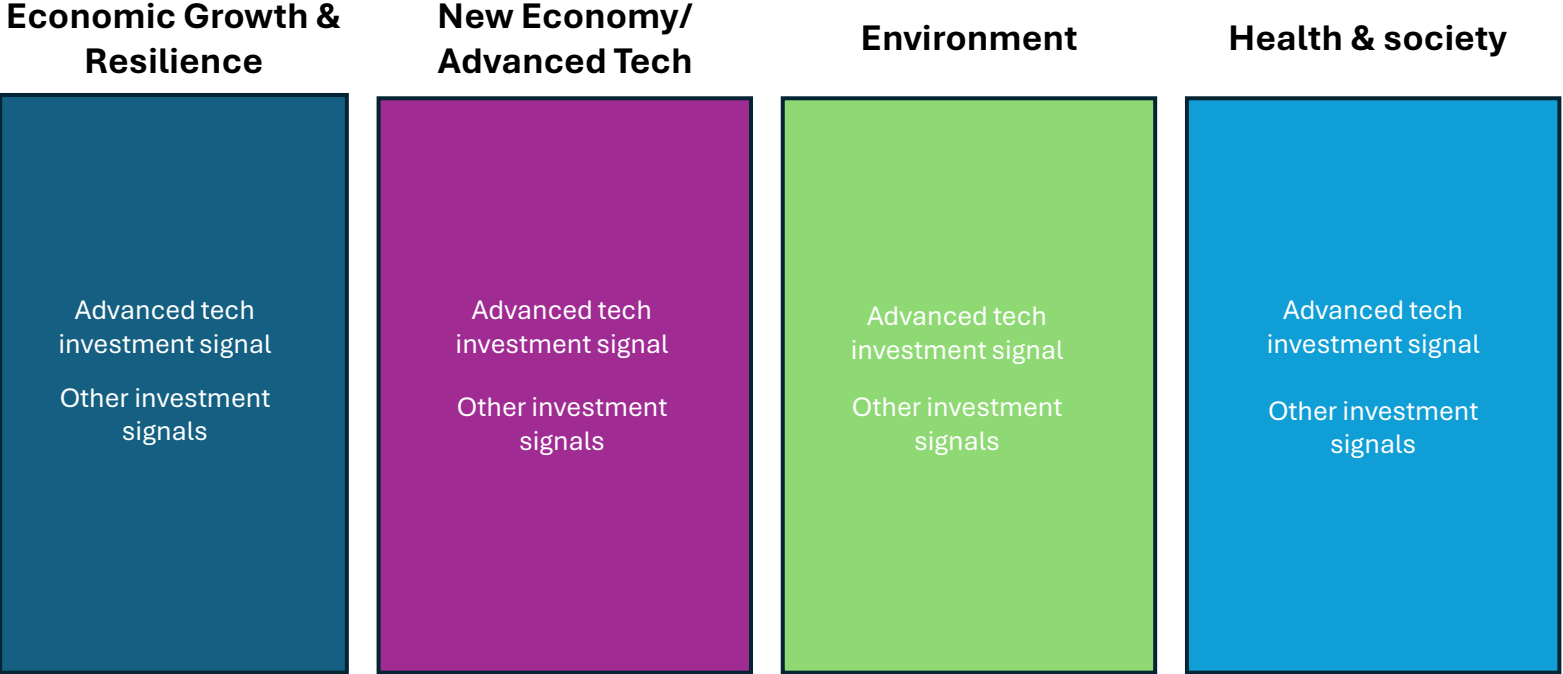 Economic Growth &
Resilience
New Economy/
Advanced Tech
Environment
Health & society
Advanced tech
investment signal
Other investment
signals
Advanced tech
investment signal
Other investment
signals
Advanced tech
investment signal
Other investment
signals
Advanced tech
investment signal
Other investment
signals